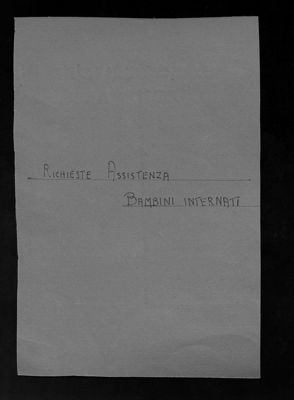 RICHIESTE ASSISTENZA
BAMBINI INTERNATI